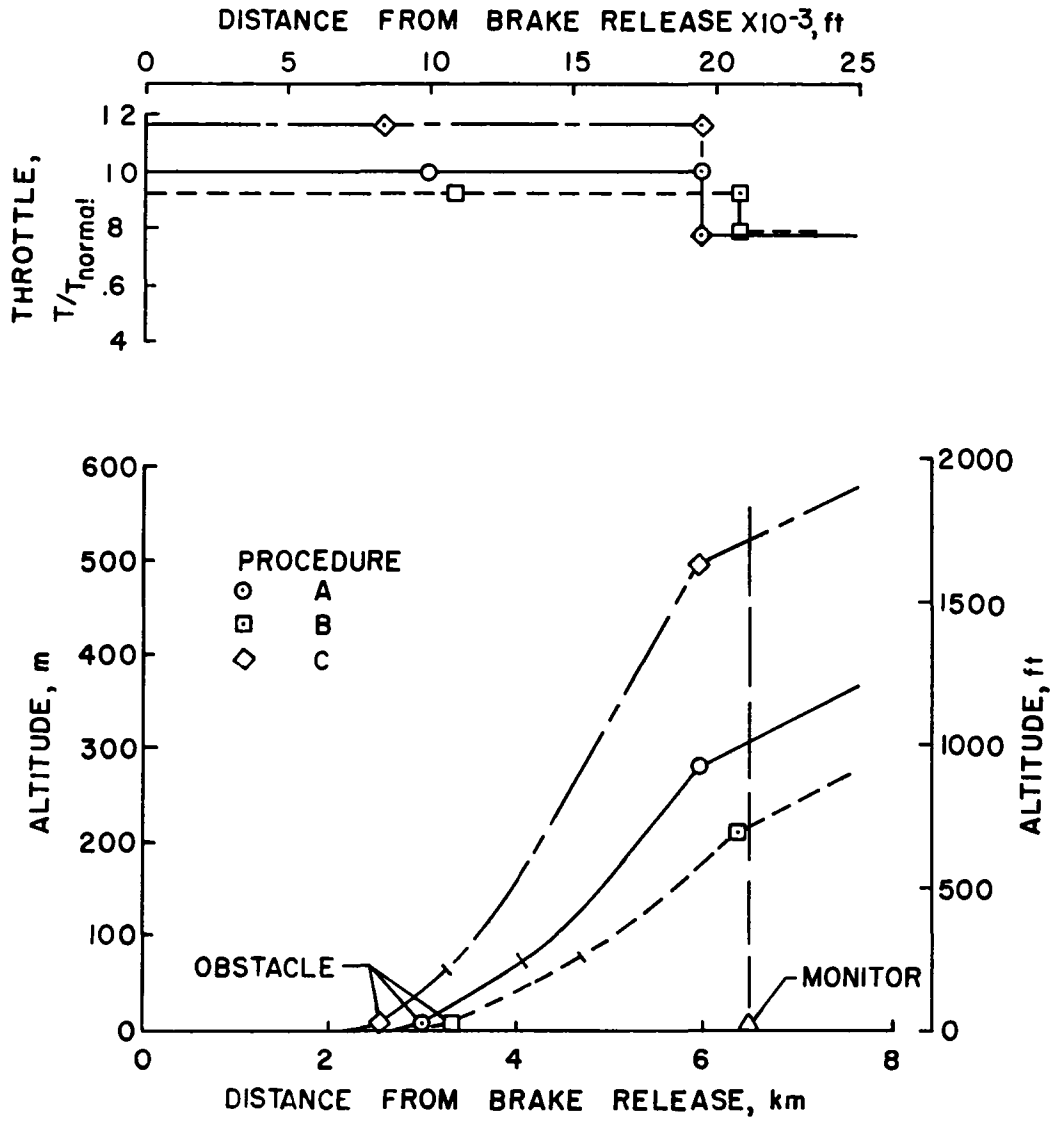 DISTANCE FROM BRAKE RELEASE X10⁻³, ft
0 5 10 15 20 25
THROTTLE,
T/Tnormal
1 2
1 0
8
.6
4
600
500
400
300
200
100
0
ALTITUDE, m
PROCEDURE
A
B
C
OBSTACLE
MONITOR
2000
1500
1000
500
0
ALTITUDE, ft
0 2 4 6 8
DISTANCE FROM BRAKE RELEASE, km